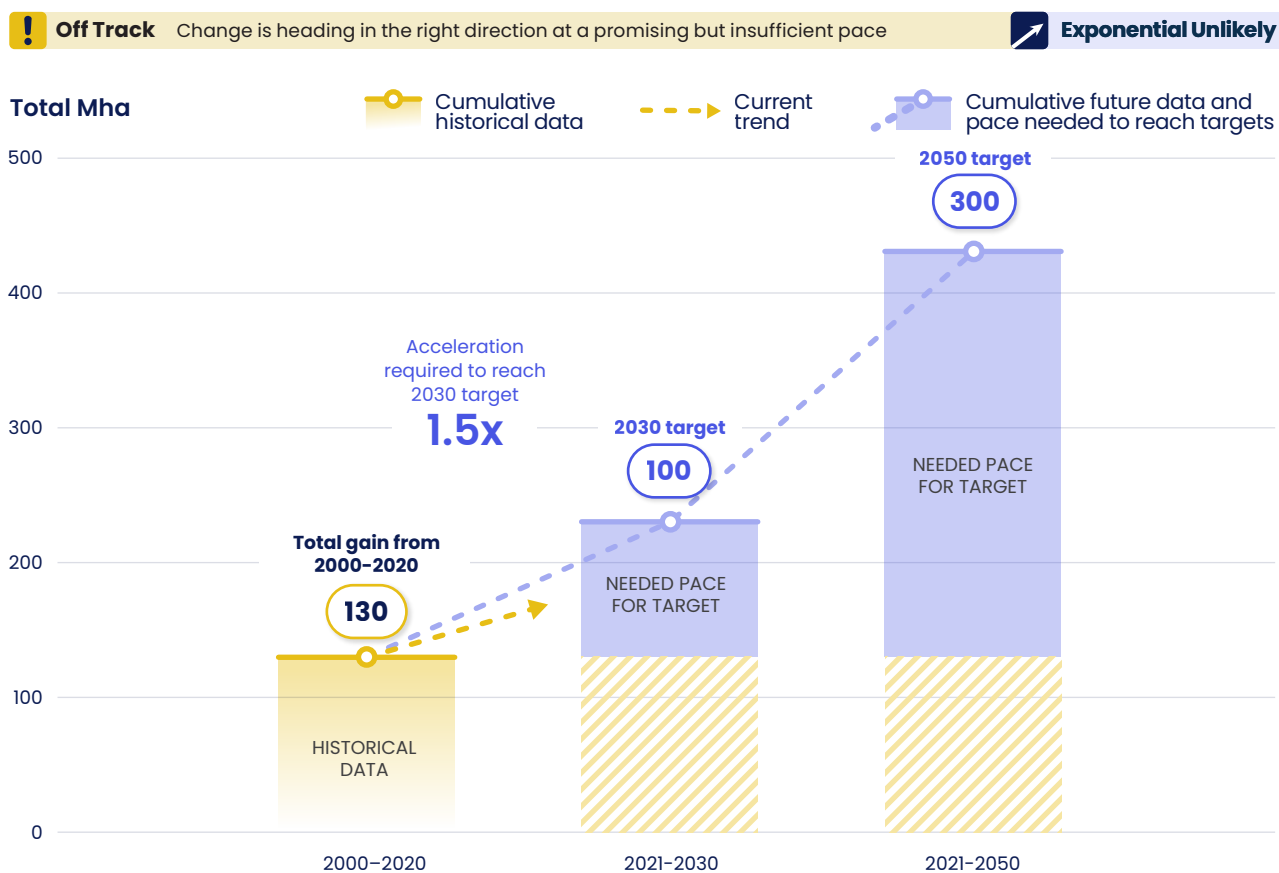 ! Off Track Change is heading in the right direction at a promising but insufficient pace Exponential Unlikely
Total Mha
Cumulative
historical data
Current
trend
Cumulative future data and
pace needed to reach targets
500
400
300
200
100
0
2050 target
300
Acceleration
required to reach
2030 target
1.5x
2030 target
100
NEEDED PACE
FOR TARGET
Total gain from
2000-2020
130
NEEDED PACE
FOR TARGET
HISTORICAL
DATA
2000–2020
2021-2030
2021-2050